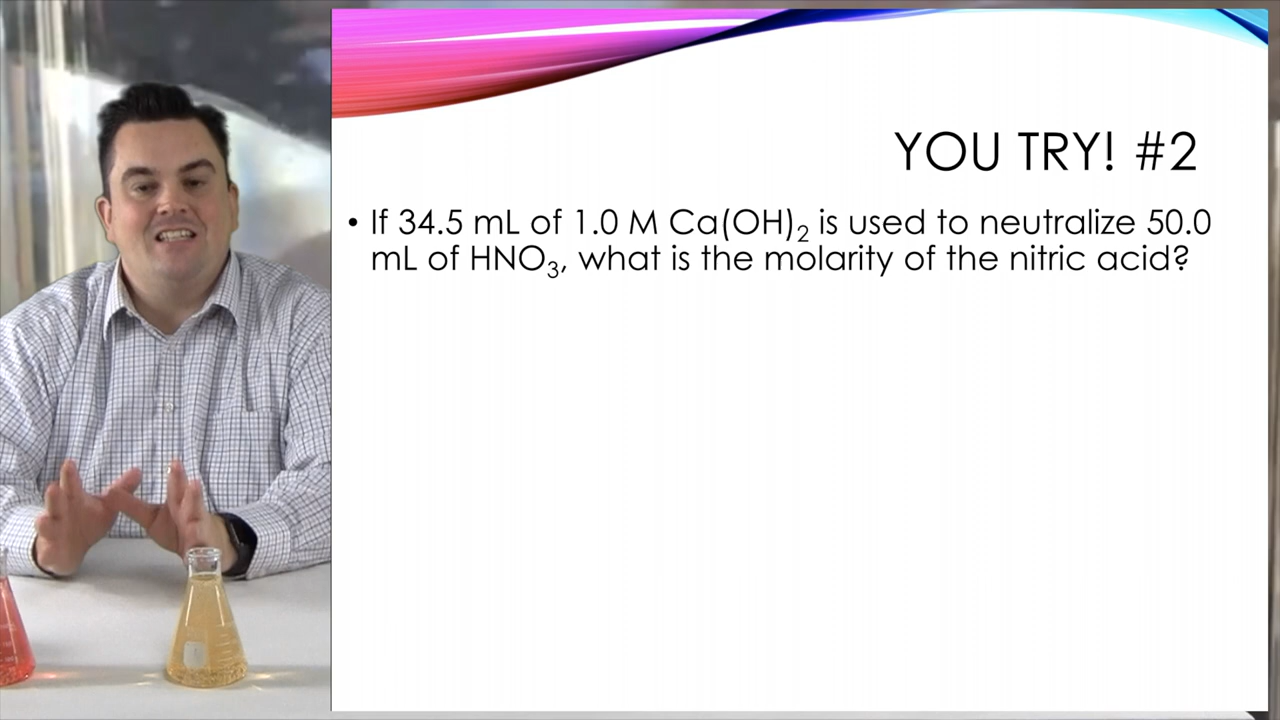 YOU TRY! #2
• If 34.5 mL of 1.0 M Ca(OH)₂ is used to neutralize 50.0
mL of HNO₃, what is the molarity of the nitric acid?